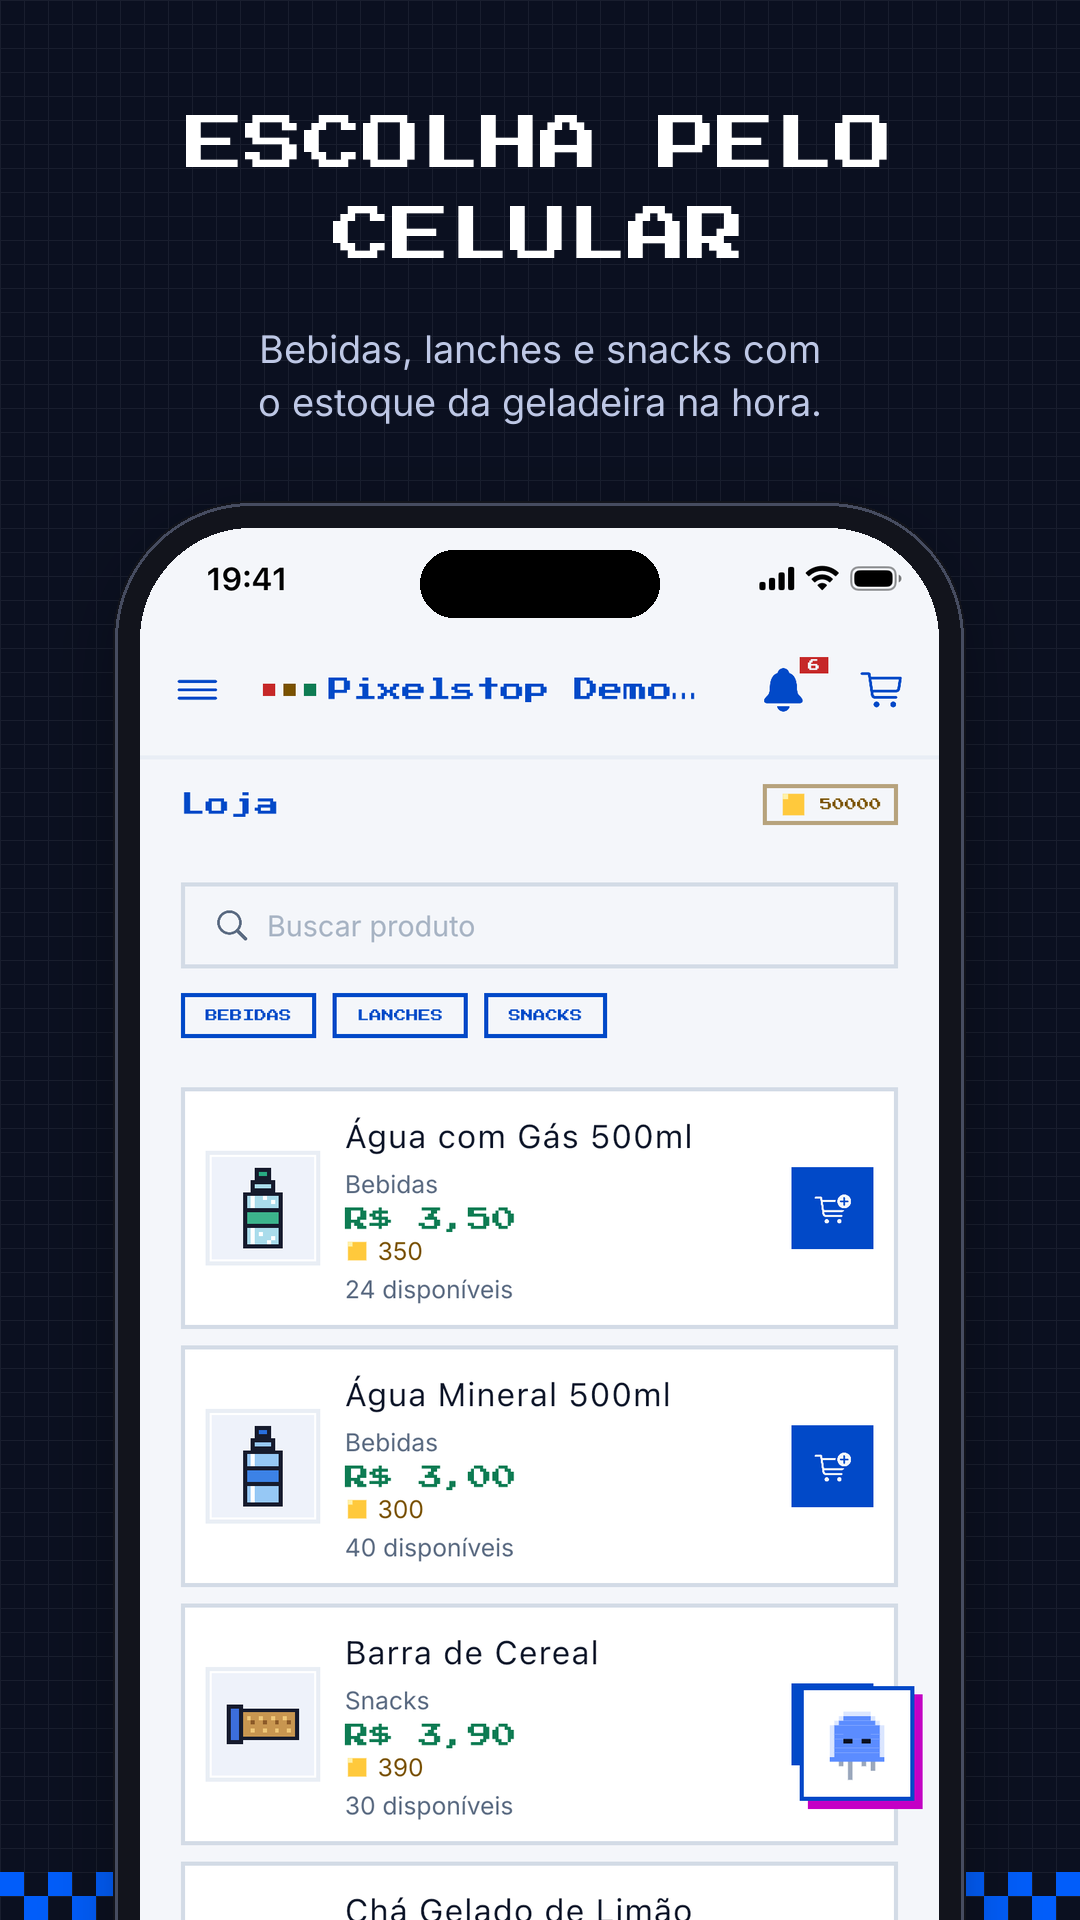 ESCOLHA PELO
CELULAR
Bebidas, lanches e snacks com
o estoque da geladeira na hora.
19:41
Pixelstop Demo...
6
Loja
50000
Buscar produto
BEBIDAS
LANCHES
SNACKS
Água com Gás 500ml
Bebidas
R$ 3,50
350
24 disponíveis
Água Mineral 500ml
Bebidas
R$ 3,00
300
40 disponíveis
Barra de Cereal
Snacks
R$ 3,90
390
30 disponíveis
Chá Gelado de Limão